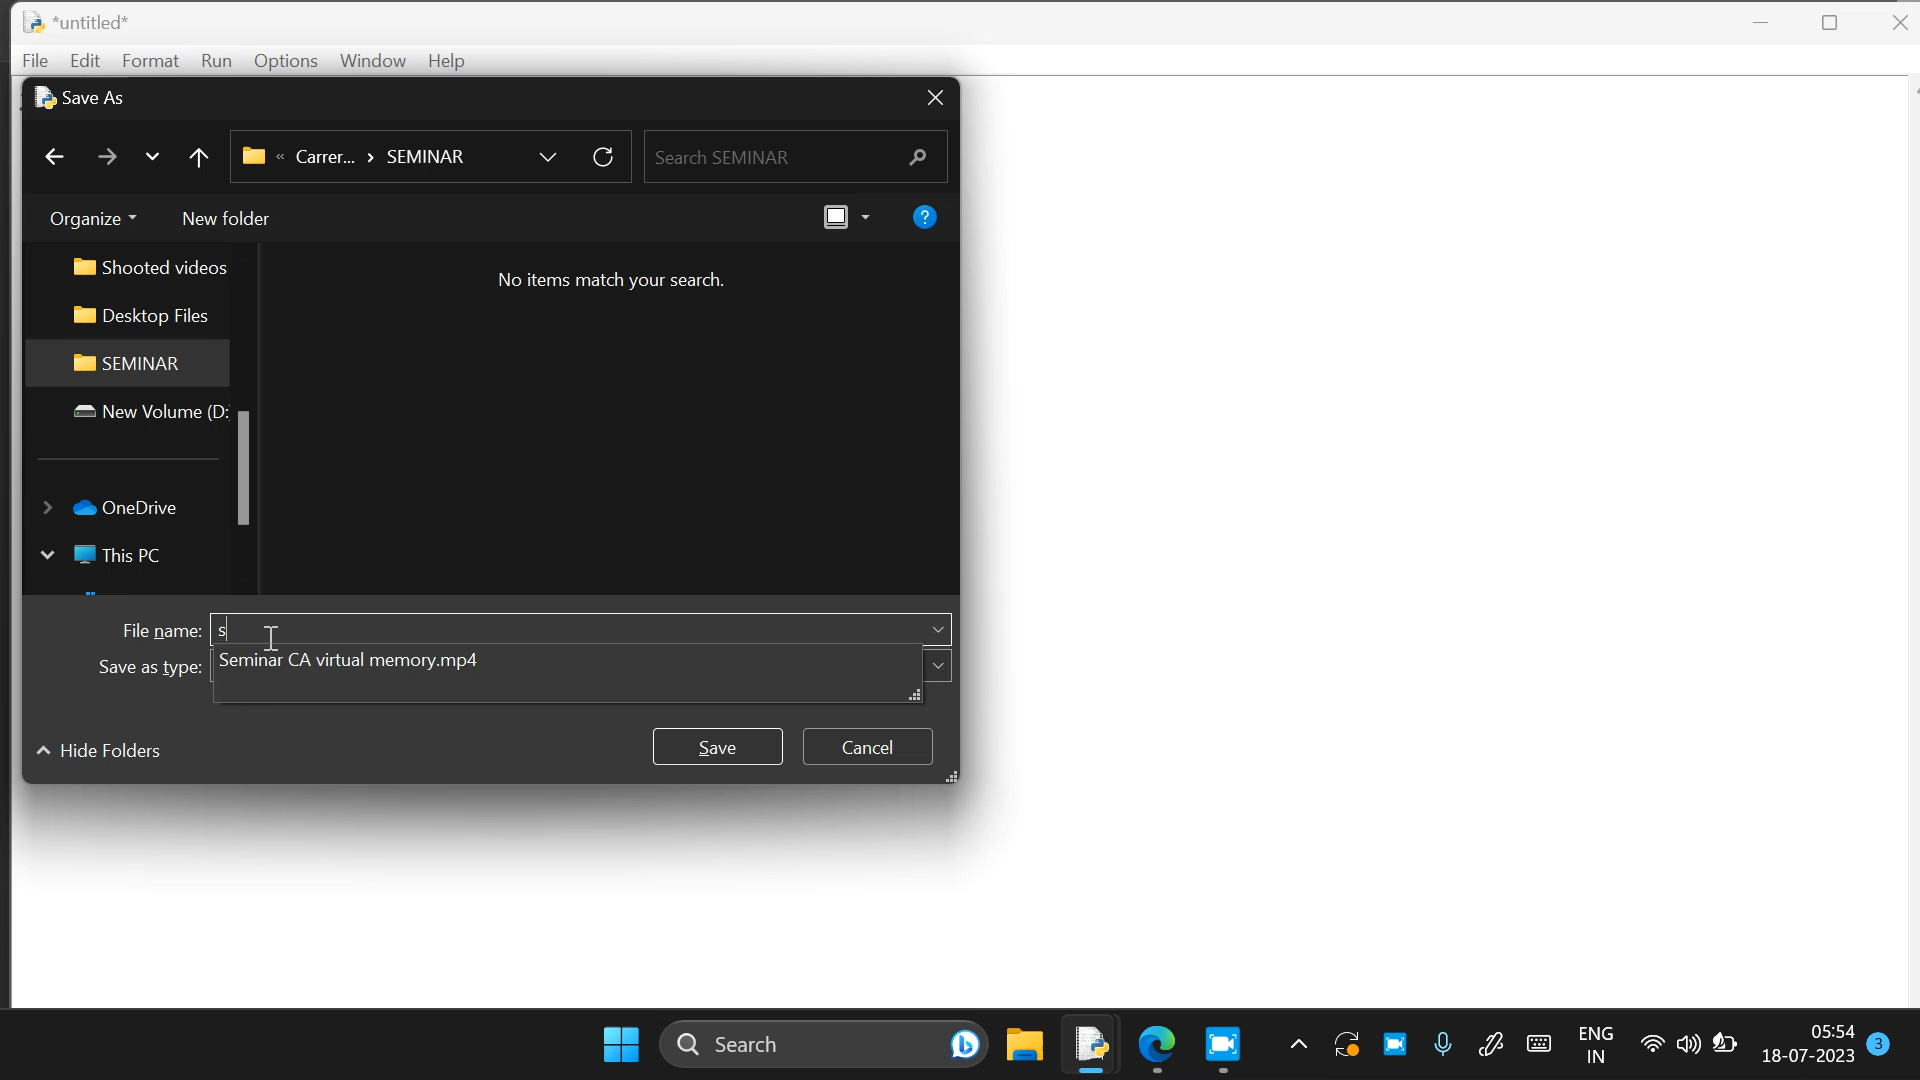 *untitled*
File Edit Format Run Options Window Help
Save As
« Carrer... > SEMINAR
Search SEMINAR
Organize New folder
?
Shooted videos
No items match your search.
Desktop Files
SEMINAR
New Volume (D:
OneDrive
This PC
File name: s
Seminar CA virtual memory.mp4
Save as type:
Hide Folders
Save Cancel
Search
ENG
IN
05:54
18-07-2023
3